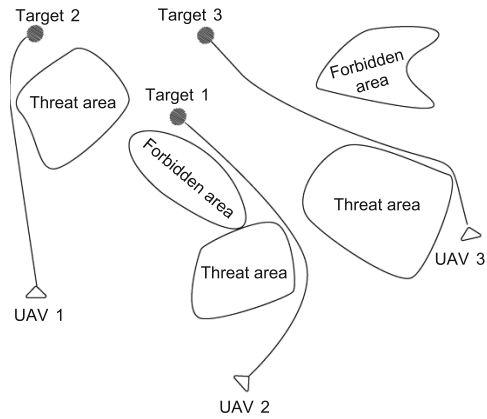 Target 2
Target 3
Forbidden
area
Threat area
Target 1
Forbidden area
Threat area
Threat area
UAV 3
UAV 1
UAV 2